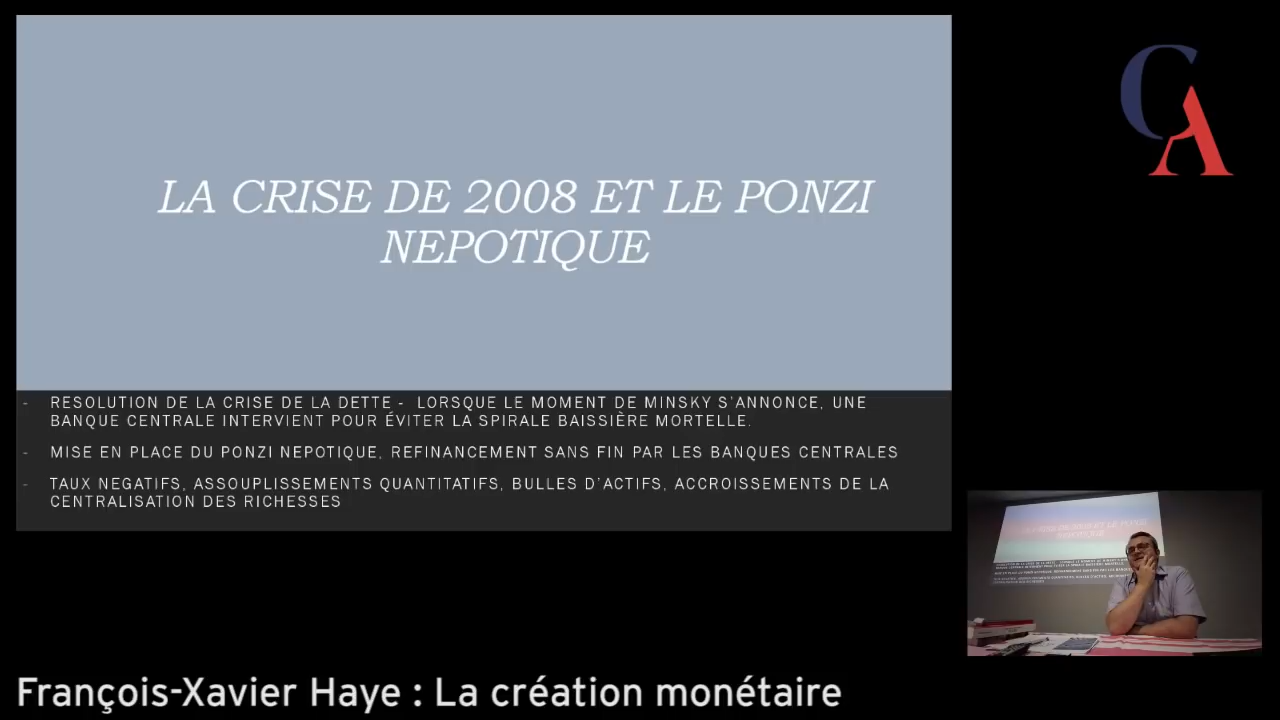 LA CRISE DE 2008 ET LE PONZI
NEPOTIQUE
- RESOLUTION DE LA CRISE DE LA DETTE - LORSQUE LE MOMENT DE MINSKY S'ANNONCE, UNE
BANQUE CENTRALE INTERVIENT POUR ÉVITER LA SPIRALE BAISSIÈRE MORTELLE.
- MISE EN PLACE DU PONZI NEPOTIQUE, REFINANCEMENT SANS FIN PAR LES BANQUES CENTRALES
- TAUX NEGATIFS, ASSOUPLISSEMENTS QUANTITATIFS, BULLES D'ACTIFS, ACCROISSEMENTS DE LA
CENTRALISATION DES RICHESSES
CA
François-Xavier Haye : La création monétaire